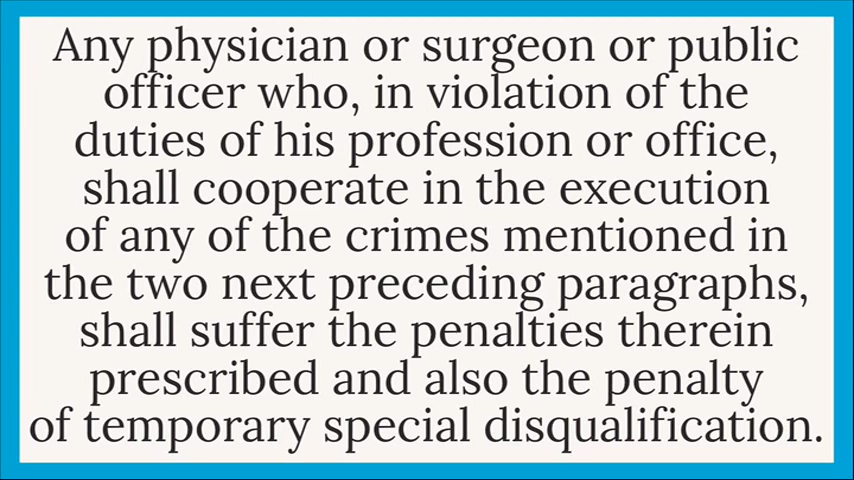 Any physician or surgeon or public
officer who, in violation of the
duties of his profession or office,
shall cooperate in the execution
of any of the crimes mentioned in
the two next preceding paragraphs,
shall suffer the penalties therein
prescribed and also the penalty
of temporary special disqualification.